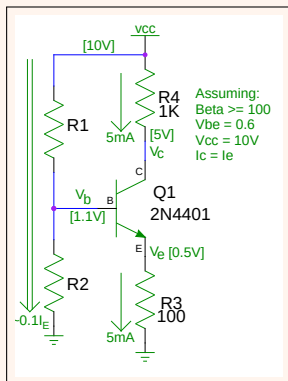 vcc
[10V]
R4
1K
Assuming:
Beta >= 100
Vbe = 0.6
Vcc = 10V
Ic = Ie
R1
5mA
[5V]
Vc
C
Q1
2N4401
Vb
B
[1.1V]
E
Ve [0.5V]
R2
R3
100
~0.1IE
5mA